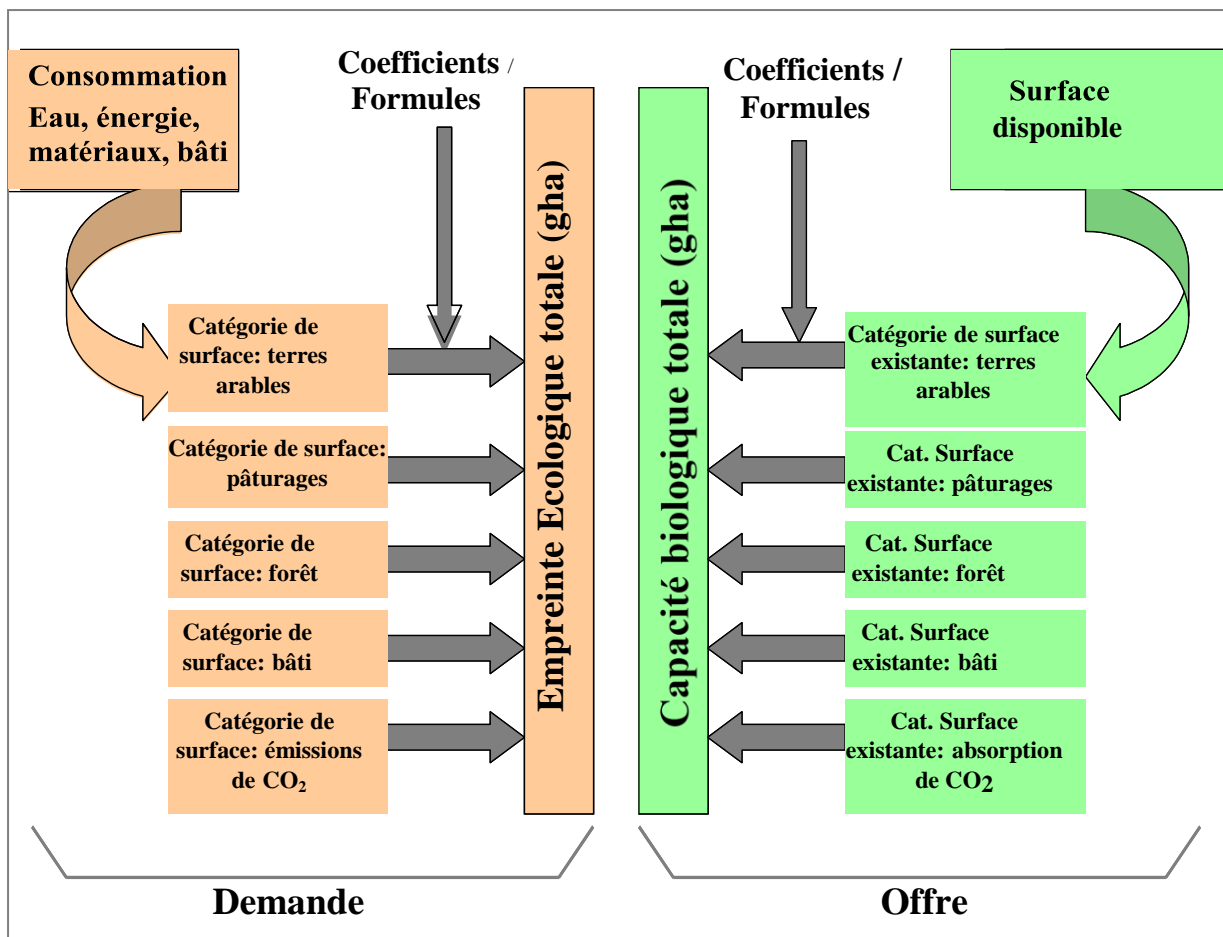 Consommation
Eau, énergie,
matériaux, bâti
Coefficients /
Formules
Coefficients /
Formules
Surface
disponible
Catégorie de
surface: terres
arables
Catégorie de surface:
pâturages
Catégorie de
surface: forêt
Catégorie de
surface: bâti
Catégorie de
surface: émissions
de CO₂
Empreinte Ecologique totale (gha)
Capacité biologique totale (gha)
Catégorie de surface
existante: terres
arables
Cat. Surface
existante: pâturages
Cat. Surface
existante: forêt
Cat. Surface
existante: bâti
Cat. Surface
existante: absorption
de CO2
Demande
Offre